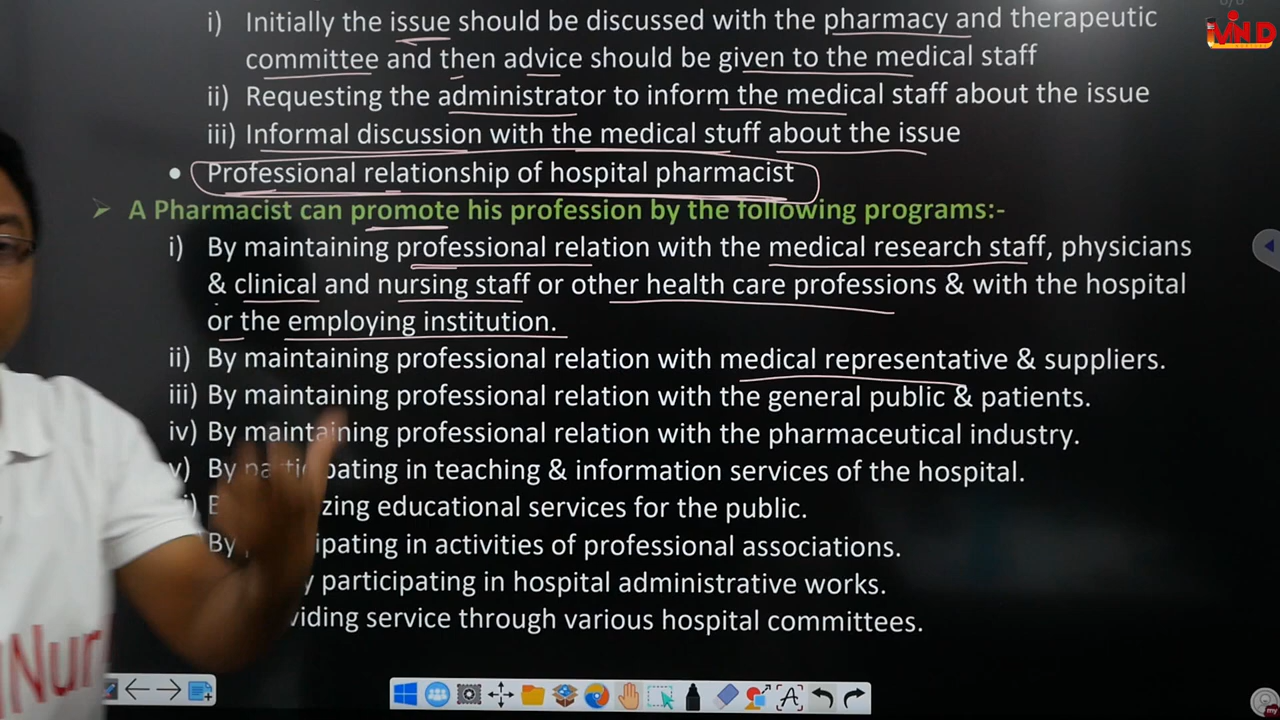 i) Initially the issue should be discussed with the pharmacy and therapeutic
committee and then advice should be given to the medical staff
ii) Requesting the administrator to inform the medical staff about the issue
iii) Informal discussion with the medical stuff about the issue
• Professional relationship of hospital pharmacist
➢ A Pharmacist can promote his profession by the following programs:-
i) By maintaining professional relation with the medical research staff, physicians
& clinical and nursing staff or other health care professions & with the hospital
or the employing institution.
ii) By maintaining professional relation with medical representative & suppliers.
iii) By maintaining professional relation with the general public & patients.
iv) By maintaining professional relation with the pharmaceutical industry.
v) By participating in teaching & information services of the hospital.
educational services for the public.
By in activities of professional associations.
participating in hospital administrative works.
service through various hospital committees.